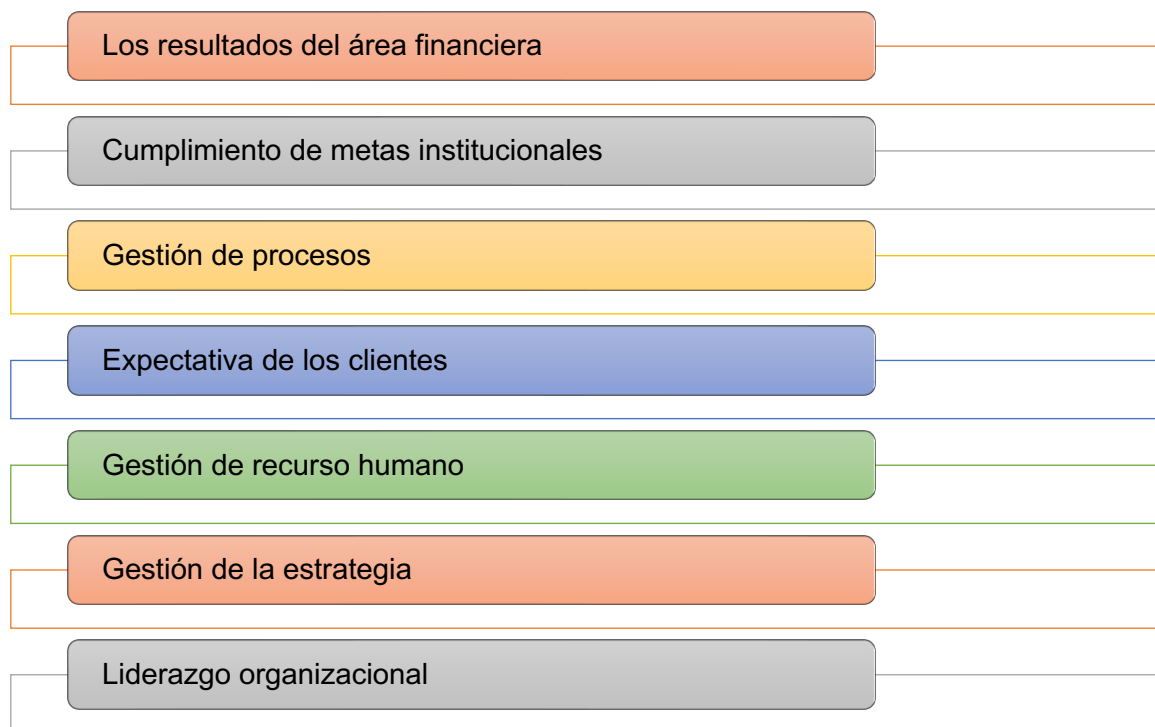 Los resultados del área financiera
Cumplimiento de metas institucionales
Gestión de procesos
Expectativa de los clientes
Gestión de recurso humano
Gestión de la estrategia
Liderazgo organizacional